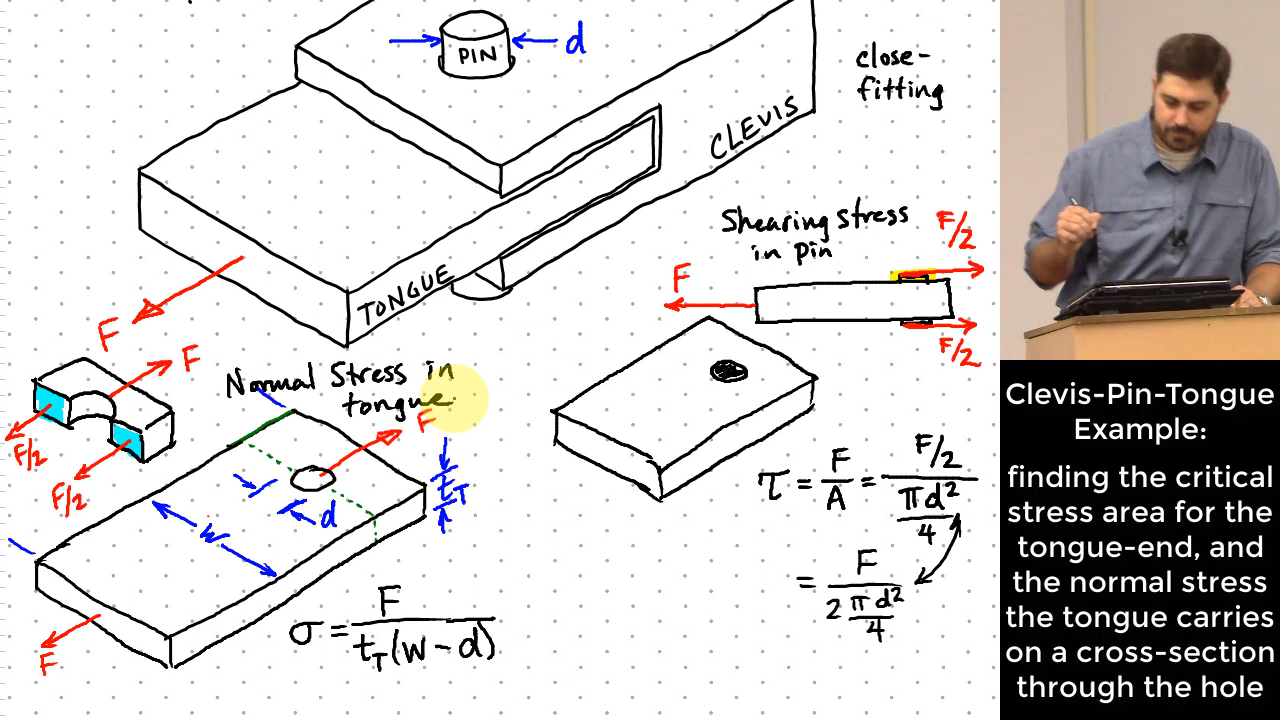 PIN
d
close-
fitting
CLEVIS
TONGUE
F
Shearing Stress
in Pin
F
F/2
F/2
F
F/2
F/2
Normal Stress in
tongue
F
t_T
d
w
F
σ = F / t_T(w - d)
τ = F/A = F/2 / πd²/4
= F / 2 πd²/4
Clevis-Pin-Tongue
Example:
finding the critical
stress area for the
tongue-end, and
the normal stress
the tongue carries
on a cross-section
through the hole